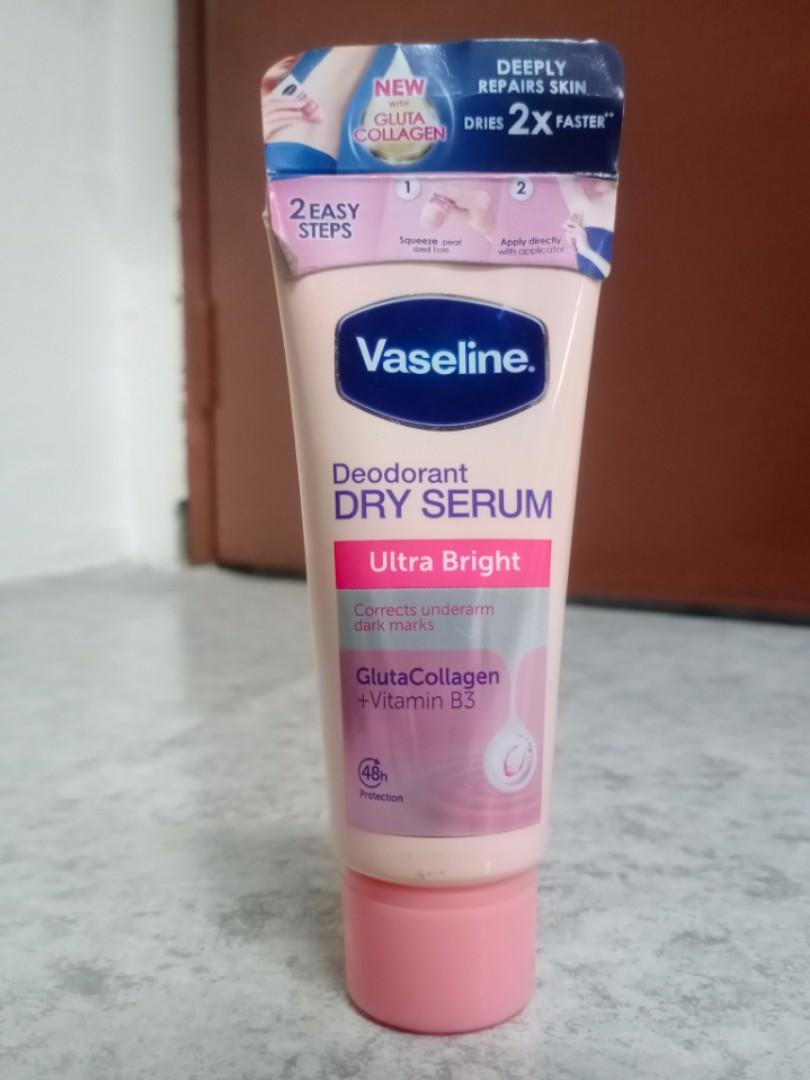 NEW
WITH
GLUTA
COLLAGEN
DEEPLY
REPAIRS SKIN
DRIES 2x FASTER**
2 EASY
STEPS
1
Squeeze pearl
sized 1cm
2
Apply directly
with applicator
Vaseline.
Deodorant
DRY SERUM
Ultra Bright
Corrects underarm
dark marks
GlutaCollagen
+Vitamin B3
48h
Protection